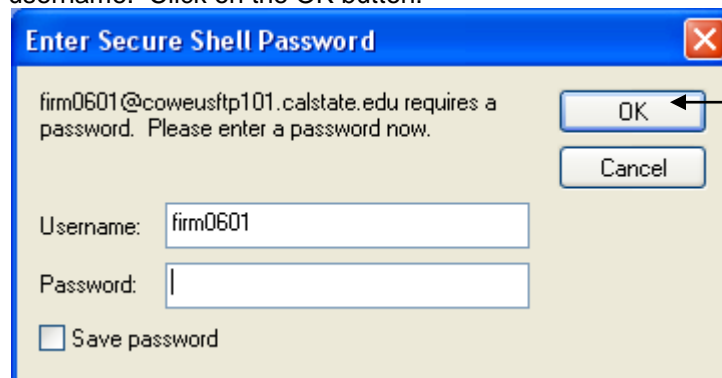 username. Click on the OK button.
Enter Secure Shell Password
firm0601@coweusftp101.calstate.edu requires a
password. Please enter a password now.
OK
Cancel
Username: firm0601
Password:
Save password